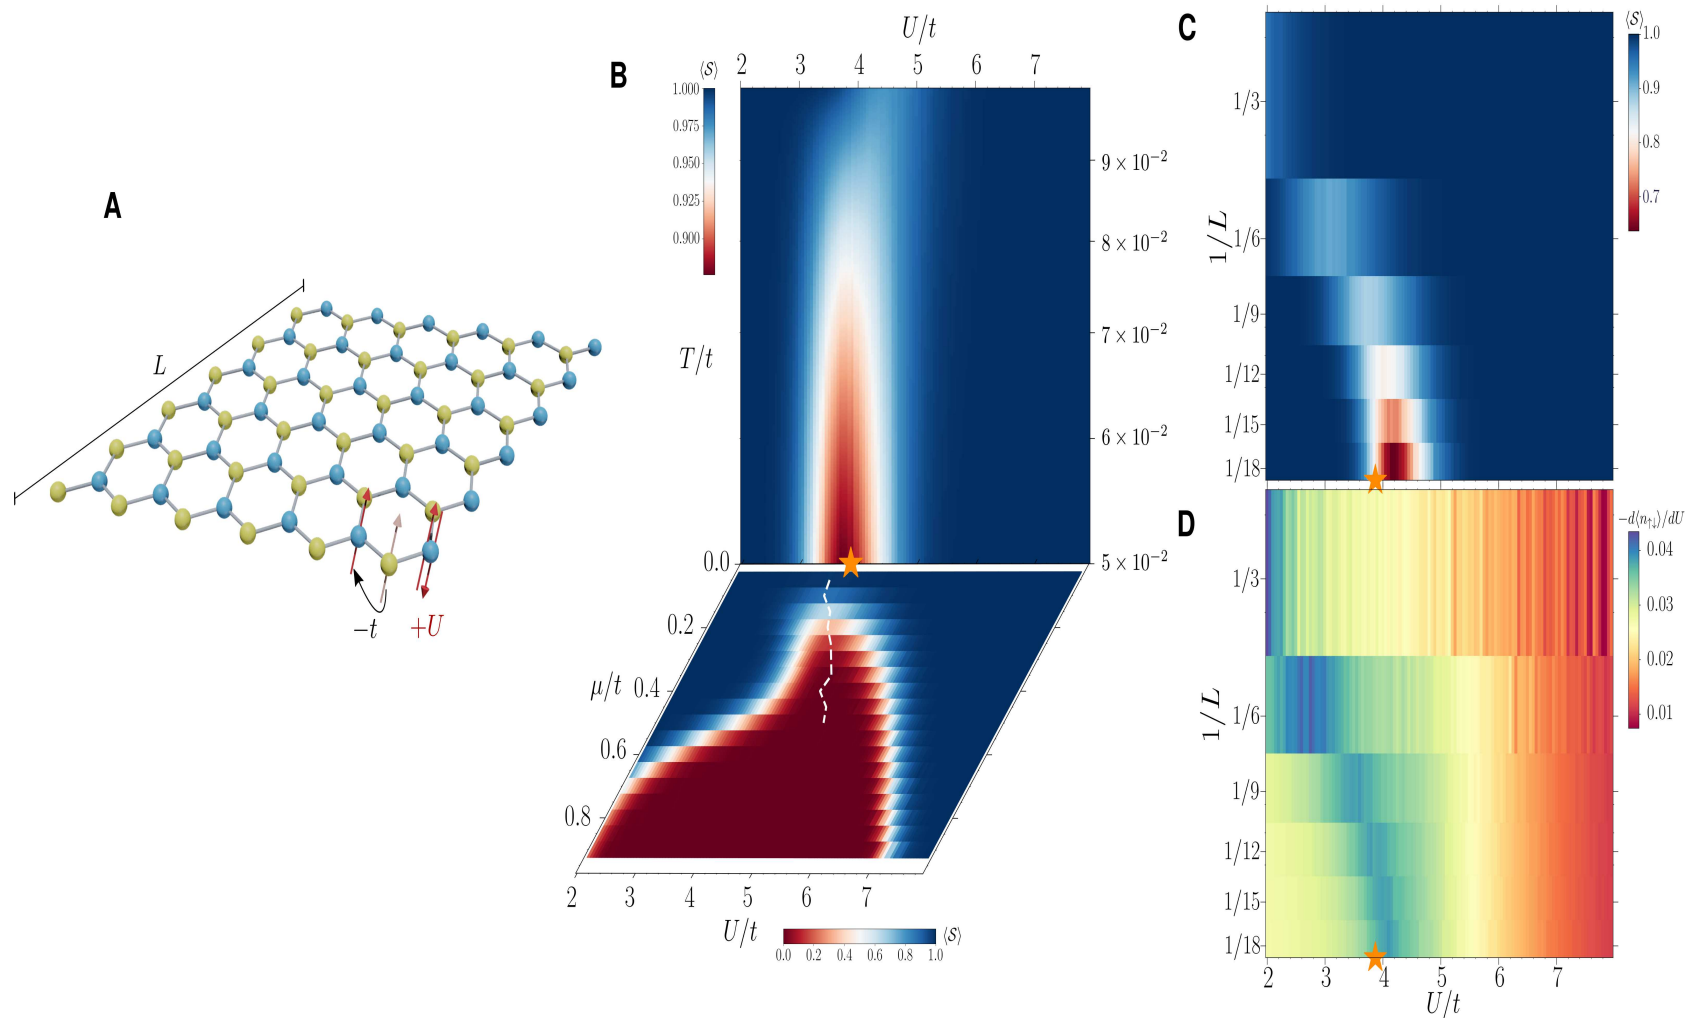 A
L
−t
+U
B
U/t
2 3 4 5 6 7
⟨𝒮⟩
1.000
0.975
0.950
0.925
0.900
T/t
9 × 10⁻²
8 × 10⁻²
7 × 10⁻²
6 × 10⁻²
5 × 10⁻²
0.0
0.2
μ/t 0.4
0.6
0.8
2 3 4 5 6 7
U/t
⟨𝒮⟩
0.0 0.2 0.4 0.6 0.8 1.0
C
1/L
1/3
1/6
1/9
1/12
1/15
1/18
⟨𝒮⟩
1.0
0.9
0.8
0.7
D
1/L
1/3
1/6
1/9
1/12
1/15
1/18
−d⟨n↑↓⟩/dU
0.04
0.03
0.02
0.01
2 3 4 5 6 7
U/t